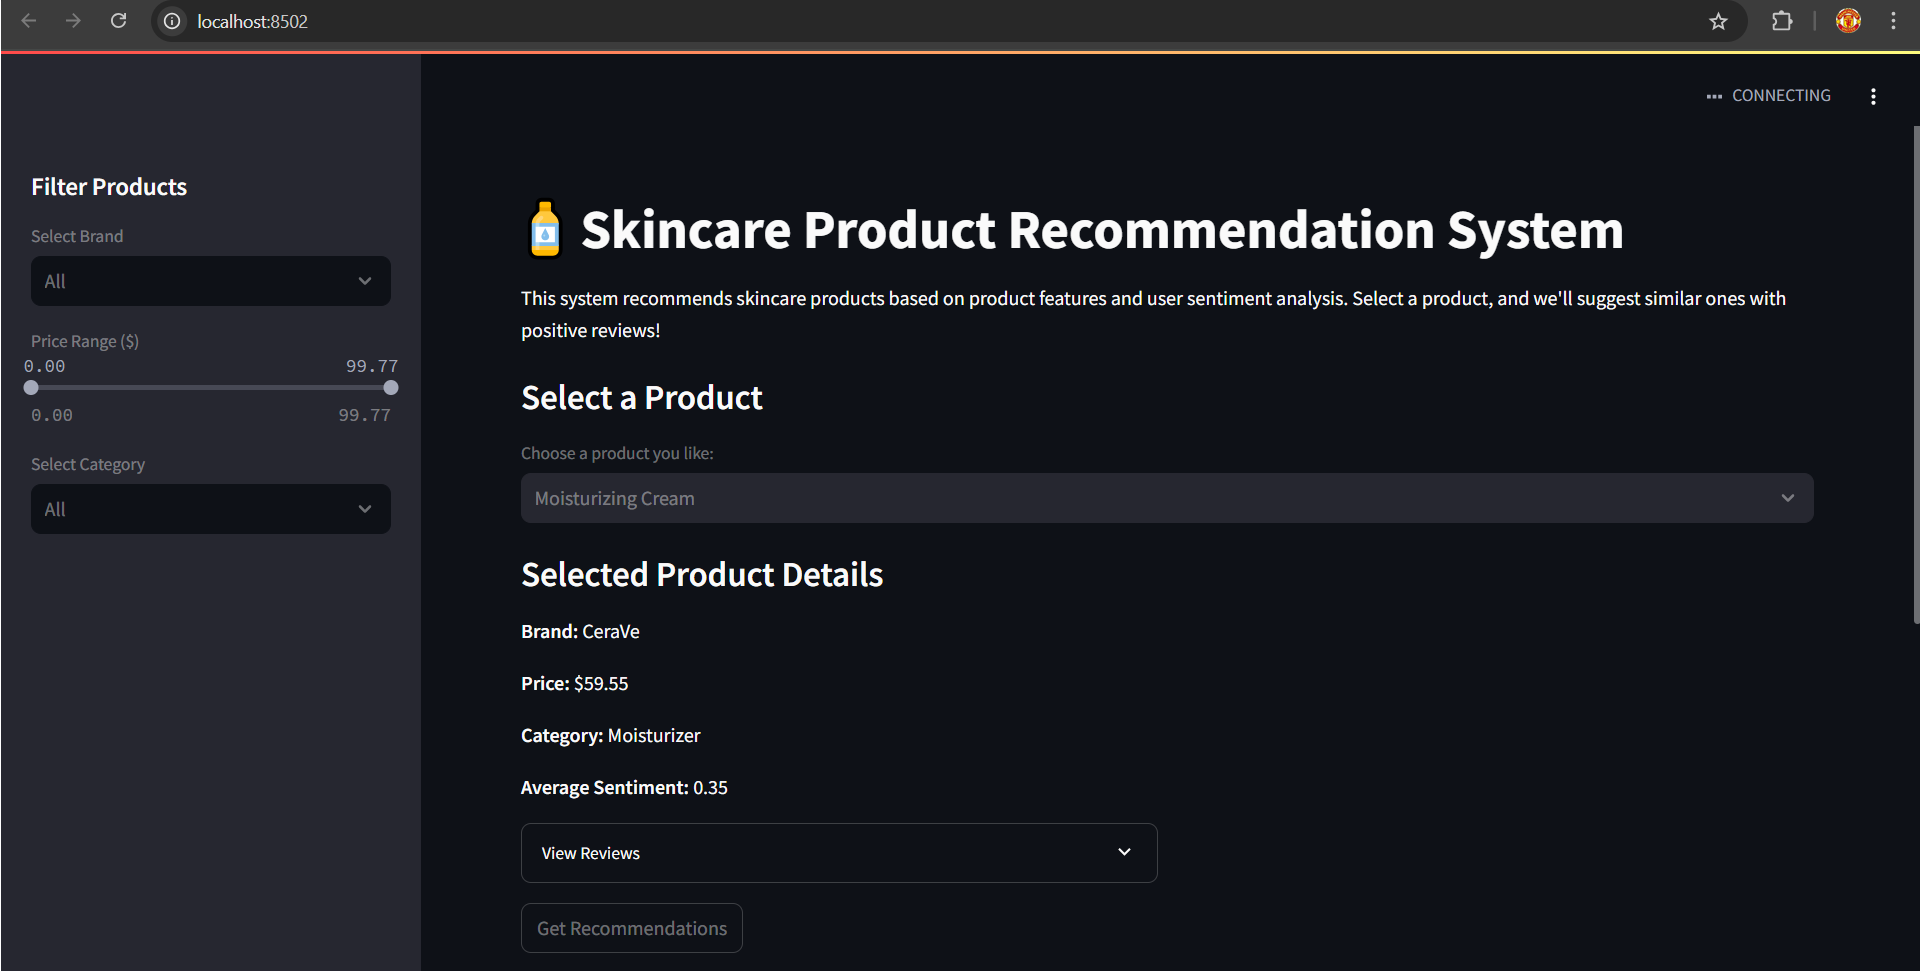 localhost:8502
CONNECTING
Filter Products
Select Brand
All
Price Range ($)
0.00 99.77
0.00 99.77
Select Category
All
Skincare Product Recommendation System
This system recommends skincare products based on product features and user sentiment analysis. Select a product, and we'll suggest similar ones with
positive reviews!
Select a Product
Choose a product you like:
Moisturizing Cream
Selected Product Details
Brand: CeraVe
Price: $59.55
Category: Moisturizer
Average Sentiment: 0.35
View Reviews
Get Recommendations